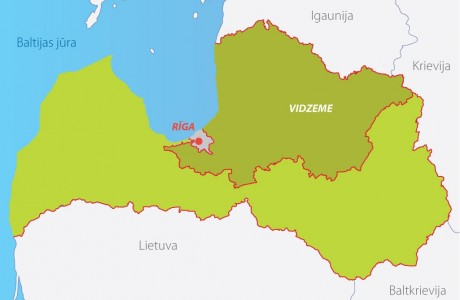 Igaunija
Baltijas jūra
Krievija
VIDZEME
RĪGA
Lietuva
Baltkrievija